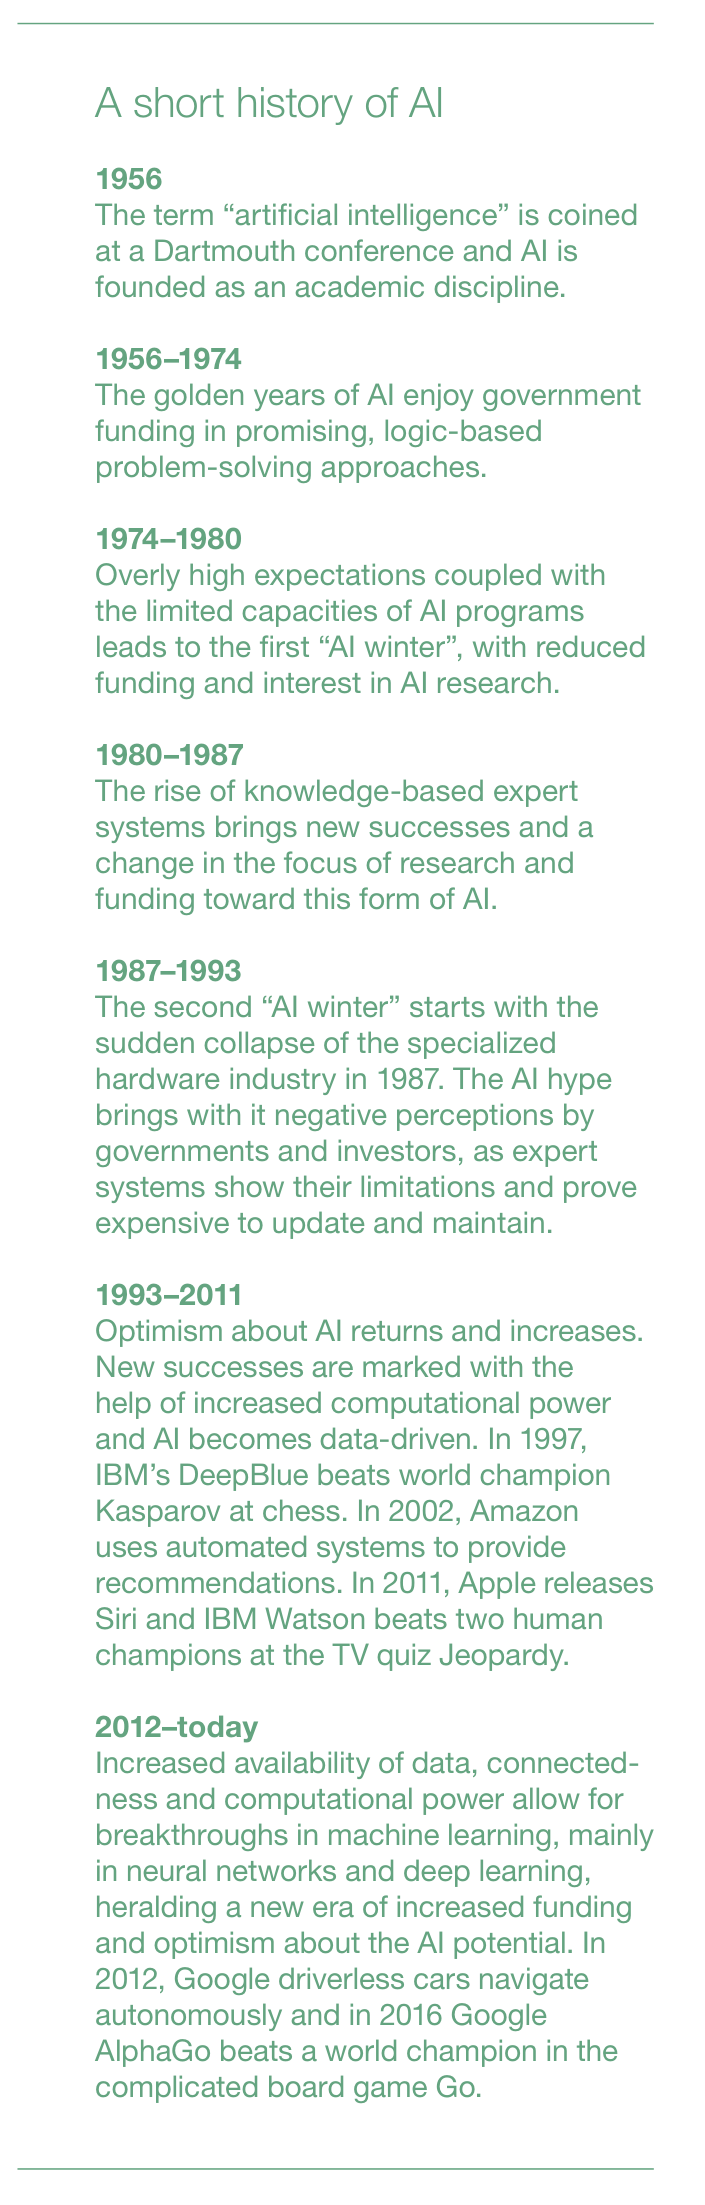 A short history of AI
1956
The term “artificial intelligence” is coined
at a Dartmouth conference and AI is
founded as an academic discipline.
1956–1974
The golden years of AI enjoy government
funding in promising, logic-based
problem-solving approaches.
1974–1980
Overly high expectations coupled with
the limited capacities of AI programs
leads to the first “AI winter”, with reduced
funding and interest in AI research.
1980–1987
The rise of knowledge-based expert
systems brings new successes and a
change in the focus of research and
funding toward this form of AI.
1987–1993
The second “AI winter” starts with the
sudden collapse of the specialized
hardware industry in 1987. The AI hype
brings with it negative perceptions by
governments and investors, as expert
systems show their limitations and prove
expensive to update and maintain.
1993–2011
Optimism about AI returns and increases.
New successes are marked with the
help of increased computational power
and AI becomes data-driven. In 1997,
IBM’s DeepBlue beats world champion
Kasparov at chess. In 2002, Amazon
uses automated systems to provide
recommendations. In 2011, Apple releases
Siri and IBM Watson beats two human
champions at the TV quiz Jeopardy.
2012–today
Increased availability of data, connected-
ness and computational power allow for
breakthroughs in machine learning, mainly
in neural networks and deep learning,
heralding a new era of increased funding
and optimism about the AI potential. In
2012, Google driverless cars navigate
autonomously and in 2016 Google
AlphaGo beats a world champion in the
complicated board game Go.